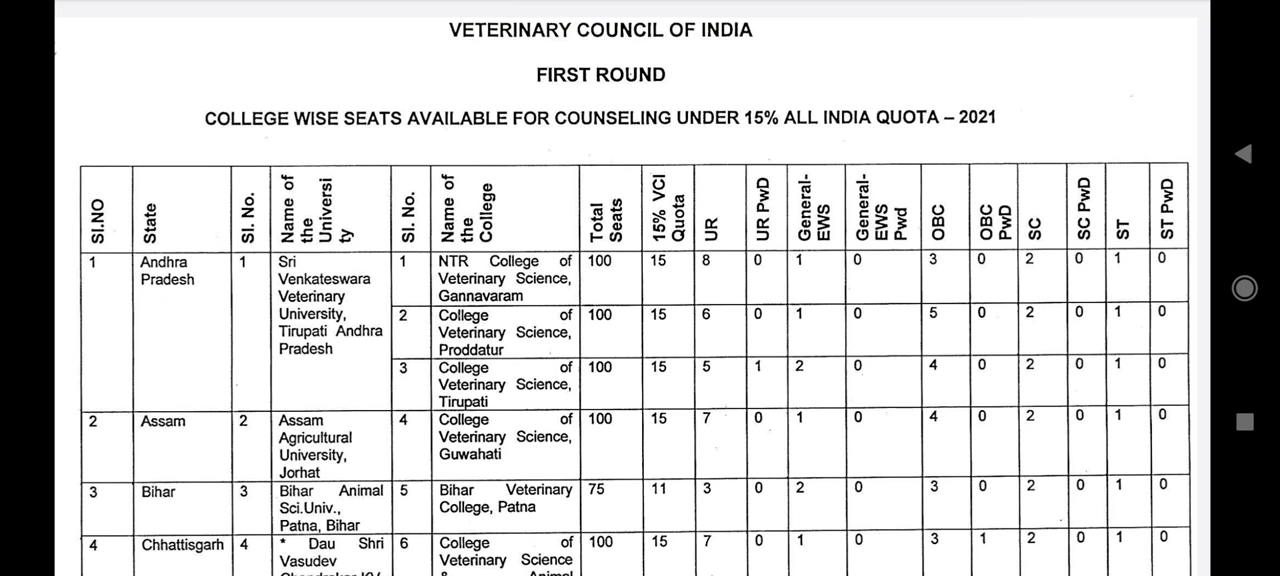 VETERINARY COUNCIL OF INDIA
FIRST ROUND
COLLEGE WISE SEATS AVAILABLE FOR COUNSELING UNDER 15% ALL INDIA QUOTA – 2021
SI.NO State Sl. No. Name of the Universi ty Sl. No. Name of the College Total Seats 15% VCI Quota UR UR PwD General- EWS General- EWS Pwd OBC OBC PwD SC SC PwD ST ST PwD
1 Andhra 1 Sri 1 NTR College of 100 15 8 0 1 0 3 0 2 0 1 0
Pradesh Venkateswara Veterinary Science,
Veterinary Gannavaram
University, 2 College of 100 15 6 0 1 0 5 0 2 0 1 0
Tirupati Andhra Veterinary Science,
Pradesh Proddatur
3 College of 100 15 5 1 2 0 4 0 2 0 1 0
Veterinary Science,
Tirupati
2 Assam 2 Assam 4 College of 100 15 7 0 1 0 4 0 2 0 1 0
Agricultural Veterinary Science,
University, Guwahati
Jorhat
3 Bihar 3 Bihar Animal 5 Bihar Veterinary 75 11 3 0 2 0 3 0 2 0 1 0
Sci.Univ., College, Patna
Patna, Bihar
4 Chhattisgarh 4 * Dau Shri 6 College of 100 15 7 0 1 0 3 1 2 0 1 0
Vasudev Veterinary Science
& Animal